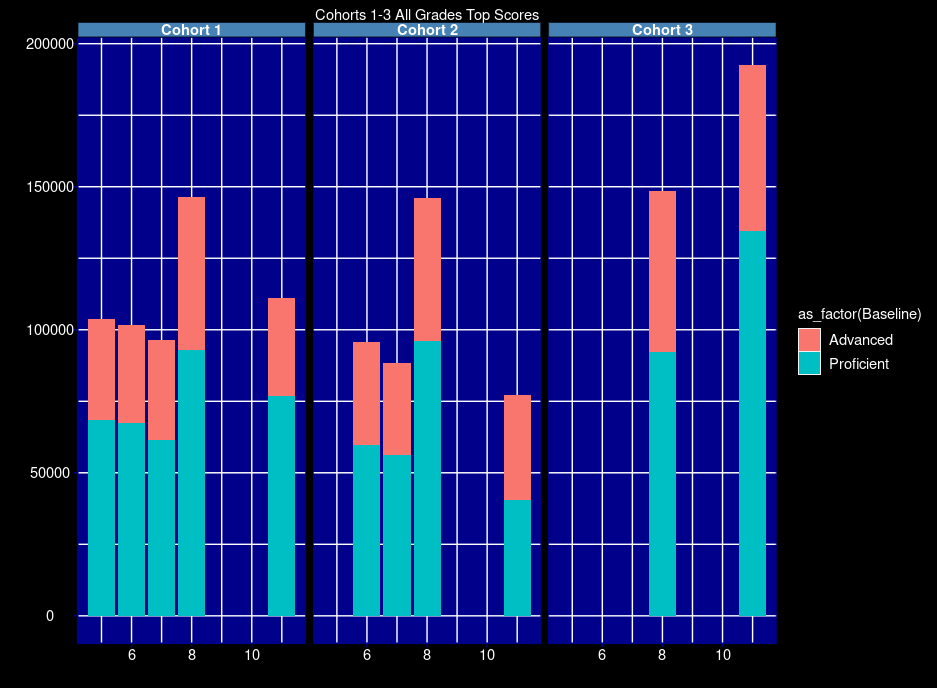 Cohorts 1-3 All Grades Top Scores
Cohort 1
Cohort 2
Cohort 3
200000
150000
100000
50000
0
6
8
10
6
8
10
6
8
10
as_factor(Baseline)
Advanced
Proficient